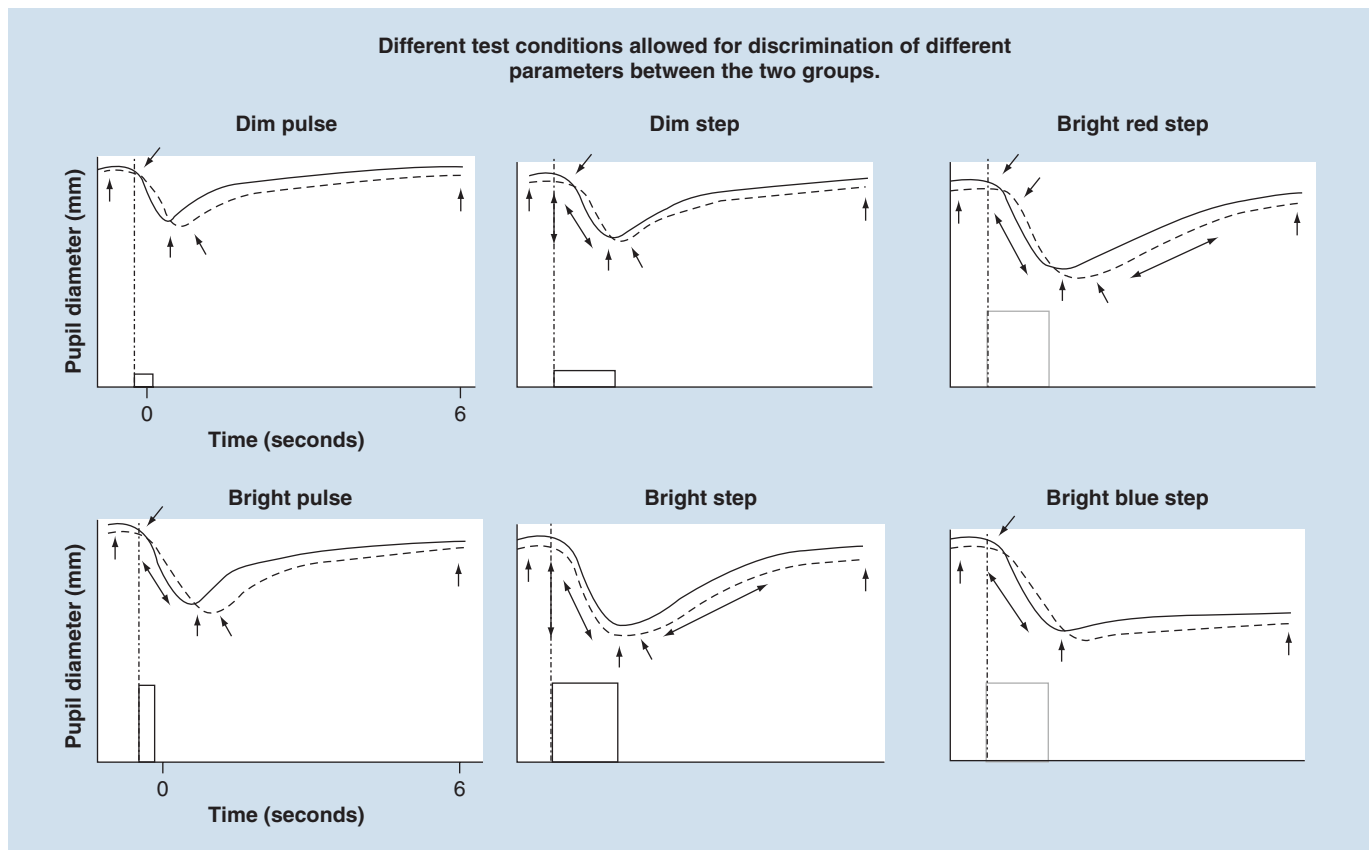 Different test conditions allowed for discrimination of different
parameters between the two groups.
Dim pulse
Dim step
Bright red step
Pupil diameter (mm)
0
6
Time (seconds)
Bright pulse
Bright step
Bright blue step
Pupil diameter (mm)
0
6
Time (seconds)